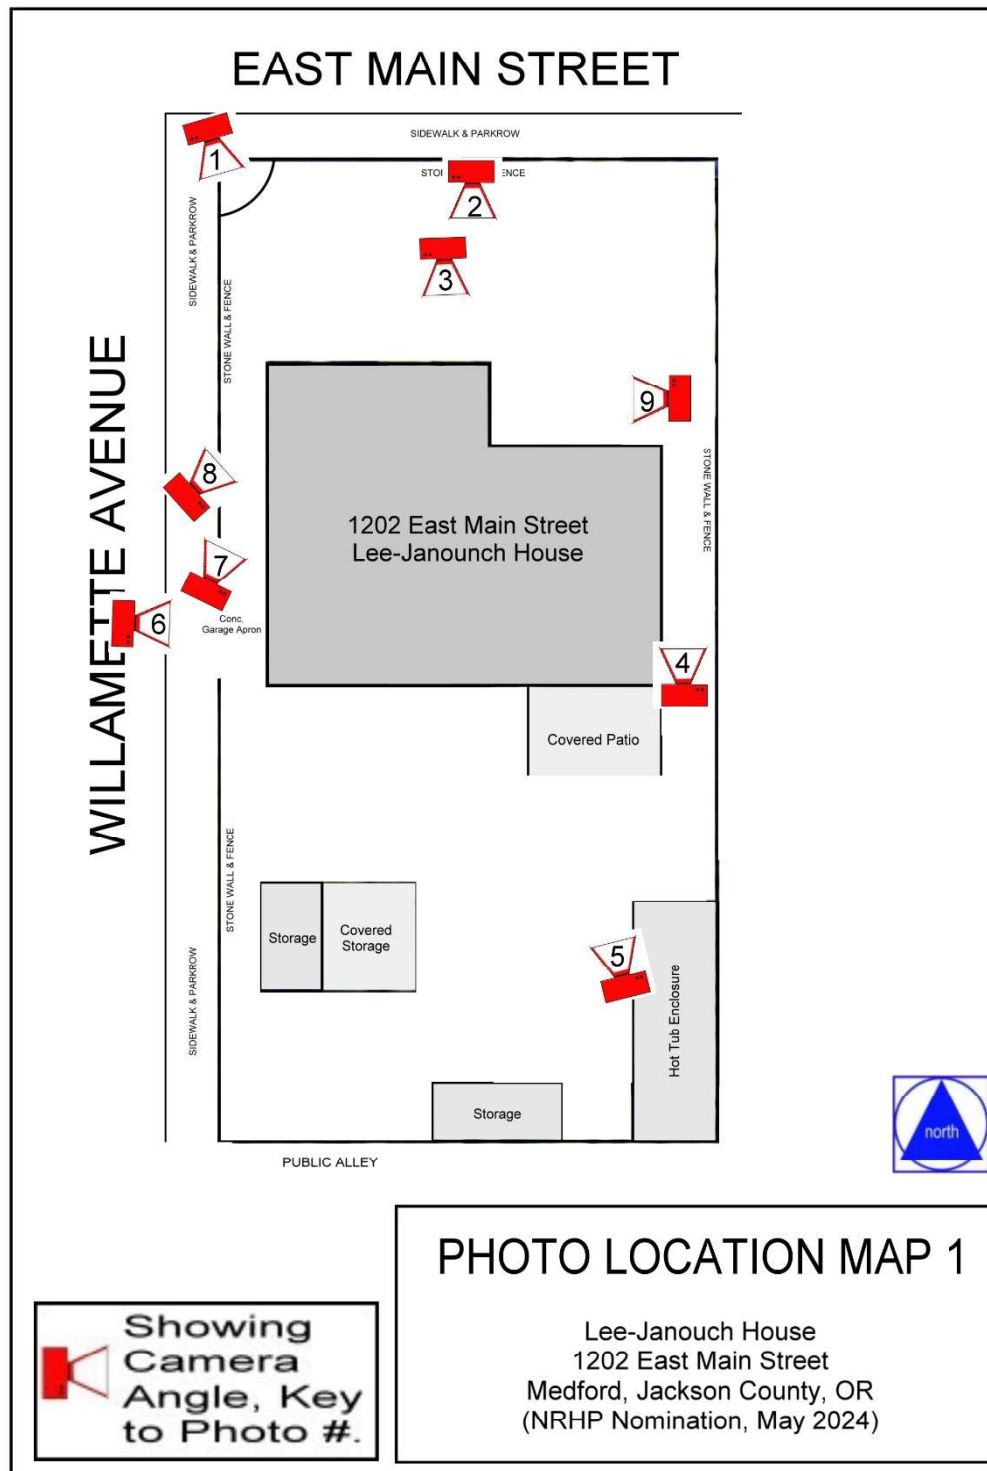 EAST MAIN STREET
SIDEWALK & PARKROW
1
STO
ENCE
2
SIDEWALK & PARKROW
3
STONE WALL & FENCE
WILLAMETTE AVENUE
9
8
STONE WALL & FENCE
1202 East Main Street
Lee-Janounch House
7
6
Conc.
Garage Apron
4
Covered Patio
STONE WALL & FENCE
Storage
Covered
Storage
5
SIDEWALK & PARKROW
Hot Tub Enclosure
Storage
north
PUBLIC ALLEY
PHOTO LOCATION MAP 1
Lee-Janouch House
1202 East Main Street
Medford, Jackson County, OR
(NRHP Nomination, May 2024)
Showing
Camera
Angle, Key
to Photo #.